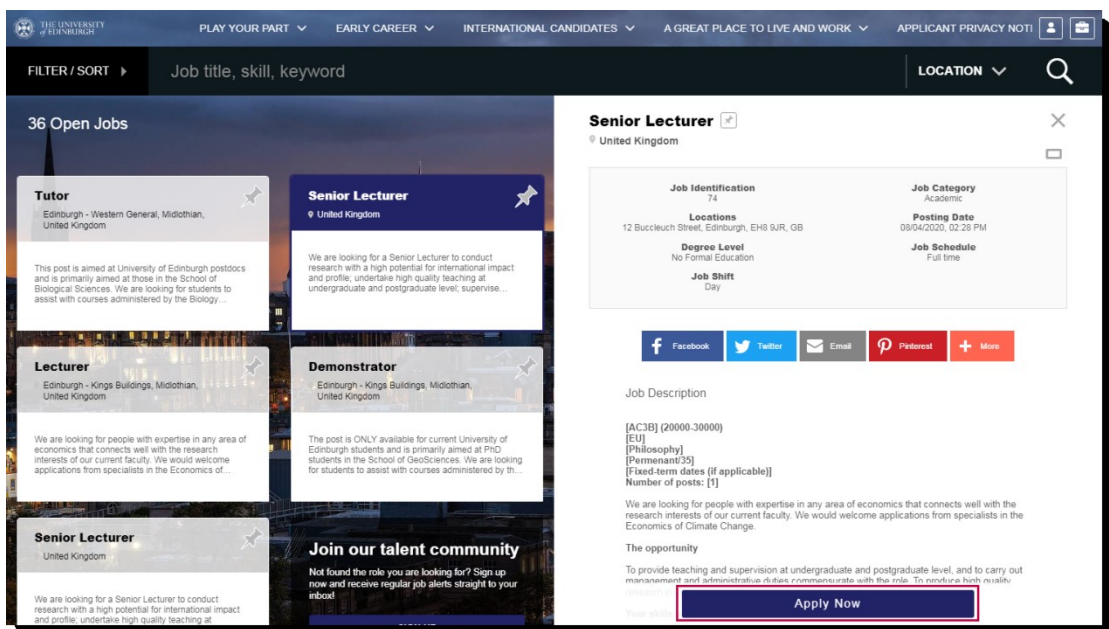 THE UNIVERSITY
of EDINBURGH
PLAY YOUR PART
EARLY CAREER
INTERNATIONAL CANDIDATES
A GREAT PLACE TO LIVE AND WORK
APPLICANT PRIVACY NOTI
FILTER / SORT
Job title, skill, keyword
LOCATION
36 Open Jobs
Tutor
Edinburgh - Western General, Midlothian,
United Kingdom
This post is aimed at University of Edinburgh postdocs
and is primarily aimed at those in the School of
Biological Sciences. We are looking for students to
assist with courses administered by the Biology…
Senior Lecturer
United Kingdom
We are looking for a Senior Lecturer to conduct
research with a high potential for international impact
and profile; undertake high quality teaching at
undergraduate and postgraduate level; supervise…
Lecturer
Edinburgh - Kings Buildings, Midlothian,
United Kingdom
We are looking for people with expertise in any area of
economics that connects well with the research
interests of our current faculty. We would welcome
applications from specialists in the Economics of…
Demonstrator
Edinburgh - Kings Buildings, Midlothian,
United Kingdom
The post is ONLY available for current University of
Edinburgh students and is primarily aimed at PhD
students in the School of GeoSciences. We are looking
for students to assist with courses administered by th…
Senior Lecturer
United Kingdom
We are looking for a Senior Lecturer to conduct
research with a high potential for international impact
and profile; undertake high quality teaching at
Join our talent community
Not found the role you are looking for? Sign up
now and receive regular job alerts straight to your
inbox!
SIGN UP
Senior Lecturer
United Kingdom
Job Identification
74
Job Category
Academic
Locations
12 Buccleuch Street, Edinburgh, EH8 9JR, GB
Posting Date
08/04/2020, 02:28 PM
Degree Level
No Formal Education
Job Schedule
Full time
Job Shift
Day
Facebook
Twitter
Email
Pinterest
More
Job Description
[AC3B] (20000-30000)
[EU]
[Philosophy]
[Permenant/35]
[Fixed-term dates (if applicable)]
Number of posts: [1]
We are looking for people with expertise in any area of economics that connects well with the
research interests of our current faculty. We would welcome applications from specialists in the
Economics of Climate Change.
The opportunity
To provide teaching and supervision at undergraduate and postgraduate level, and to carry out
management and administrative duties commensurate with the role. To produce high quality
Apply Now